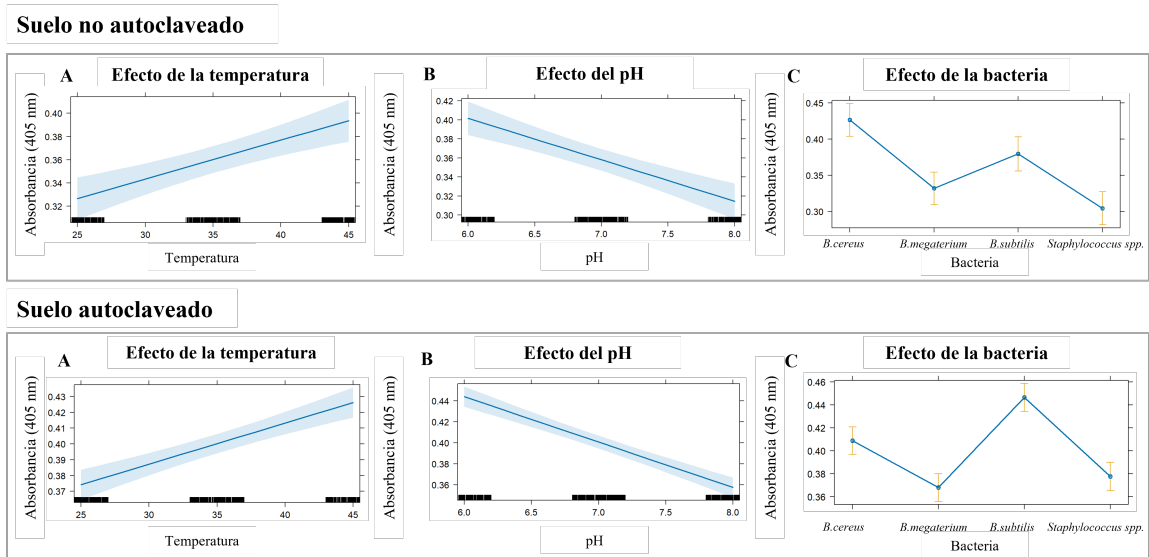 Suelo no autoclaveado
A
Efecto de la temperatura
Absorbancia (405 nm)
0.40
0.38
0.36
0.34
0.32
25
30
35
40
45
Temperatura
B
Efecto del pH
Absorbancia (405 nm)
0.42
0.40
0.38
0.36
0.34
0.32
0.30
6.0
6.5
7.0
7.5
8.0
pH
C
Efecto de la bacteria
Absorbancia (405 nm)
0.45
0.40
0.35
0.30
B.cereus
B.megaterium
B.subtilis
Staphylococcus spp.
Bacteria
Suelo autoclaveado
A
Efecto de la temperatura
Absorbancia (405 nm)
0.43
0.42
0.41
0.40
0.39
0.38
0.37
25
30
35
40
45
Temperatura
B
Efecto del pH
Absorbancia (405 nm)
0.44
0.42
0.40
0.38
0.36
6.0
6.5
7.0
7.5
8.0
pH
C
Efecto de la bacteria
Absorbancia (405 nm)
0.46
0.44
0.42
0.40
0.38
0.36
B.cereus
B.megaterium
B.subtilis
Staphylococcus spp.
Bacteria